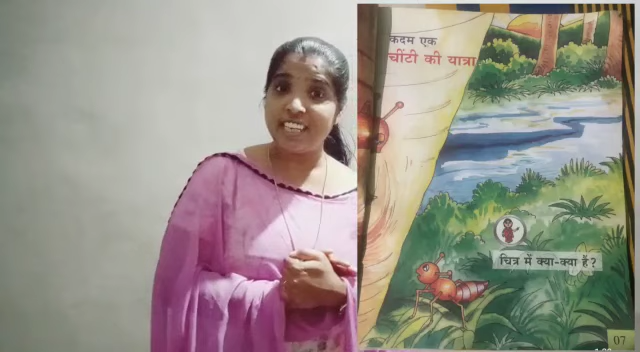 कदम एक
चींटी की यात्रा
चित्र में क्या-क्या है?
07